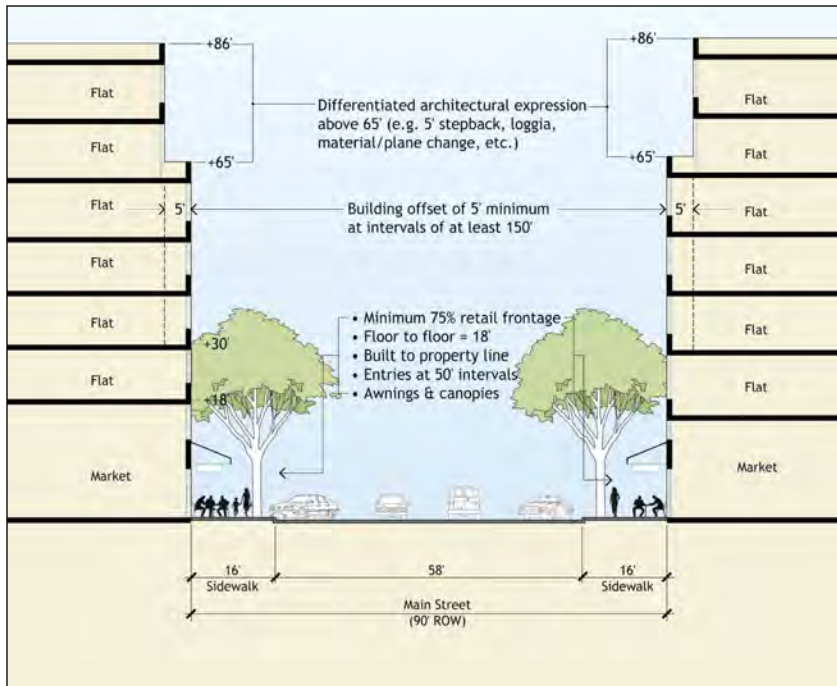 +86'
+86'
Flat
Flat
Differentiated architectural expression
above 65' (e.g. 5' stepback, loggia,
material/plane change, etc.)
Flat
Flat
+65'
+65'
Flat
5'
Building offset of 5' minimum
at intervals of at least 150'
5'
Flat
Flat
Flat
Flat
Flat
• Minimum 75% retail frontage
• Floor to floor = 18'
• Built to property line
• Entries at 50' intervals
• Awnings & canopies
+30'
Flat
Flat
+18'
Market
Market
16'
Sidewalk
58'
16'
Sidewalk
Main Street
(90' ROW)